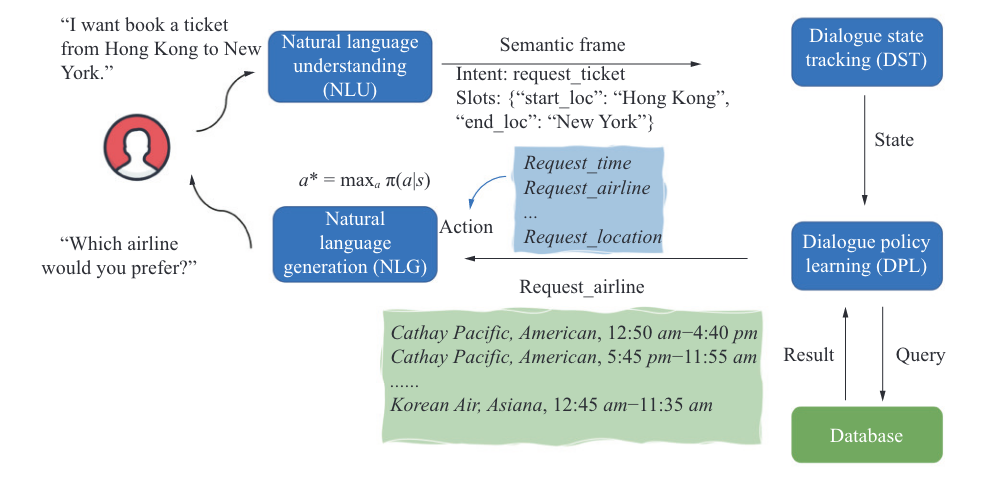 “I want book a ticket
from Hong Kong to New
York.”
Natural language
understanding
(NLU)
Semantic frame
Intent: request_ticket
Slots: {“start_loc”: “Hong Kong”,
“end_loc”: “New York”}
Dialogue state
tracking (DST)
State
Request_time
Request_airline
...
Request_location
a* = maxₐ π(a|s)
Action
Natural
language
generation (NLG)
“Which airline
would you prefer?”
Dialogue policy
learning (DPL)
Request_airline
Cathay Pacific, American, 12:50 am−4:40 pm
Cathay Pacific, American, 5:45 pm−11:55 am
......
Korean Air, Asiana, 12:45 am−11:35 am
Result
Query
Database